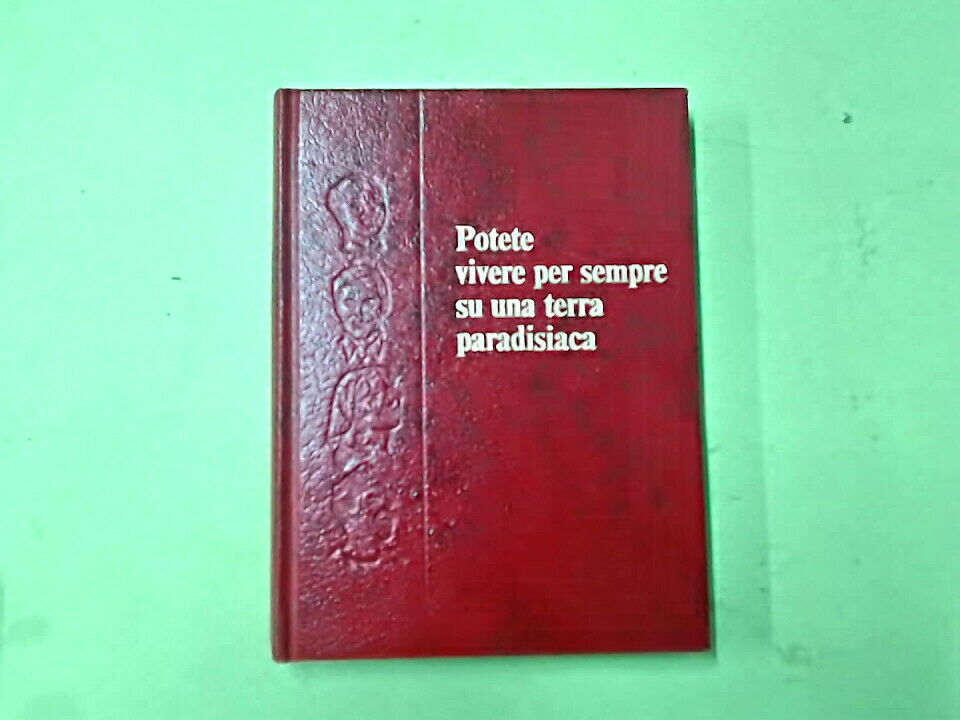 Potete
vivere per sempre
su una terra
paradisiaca